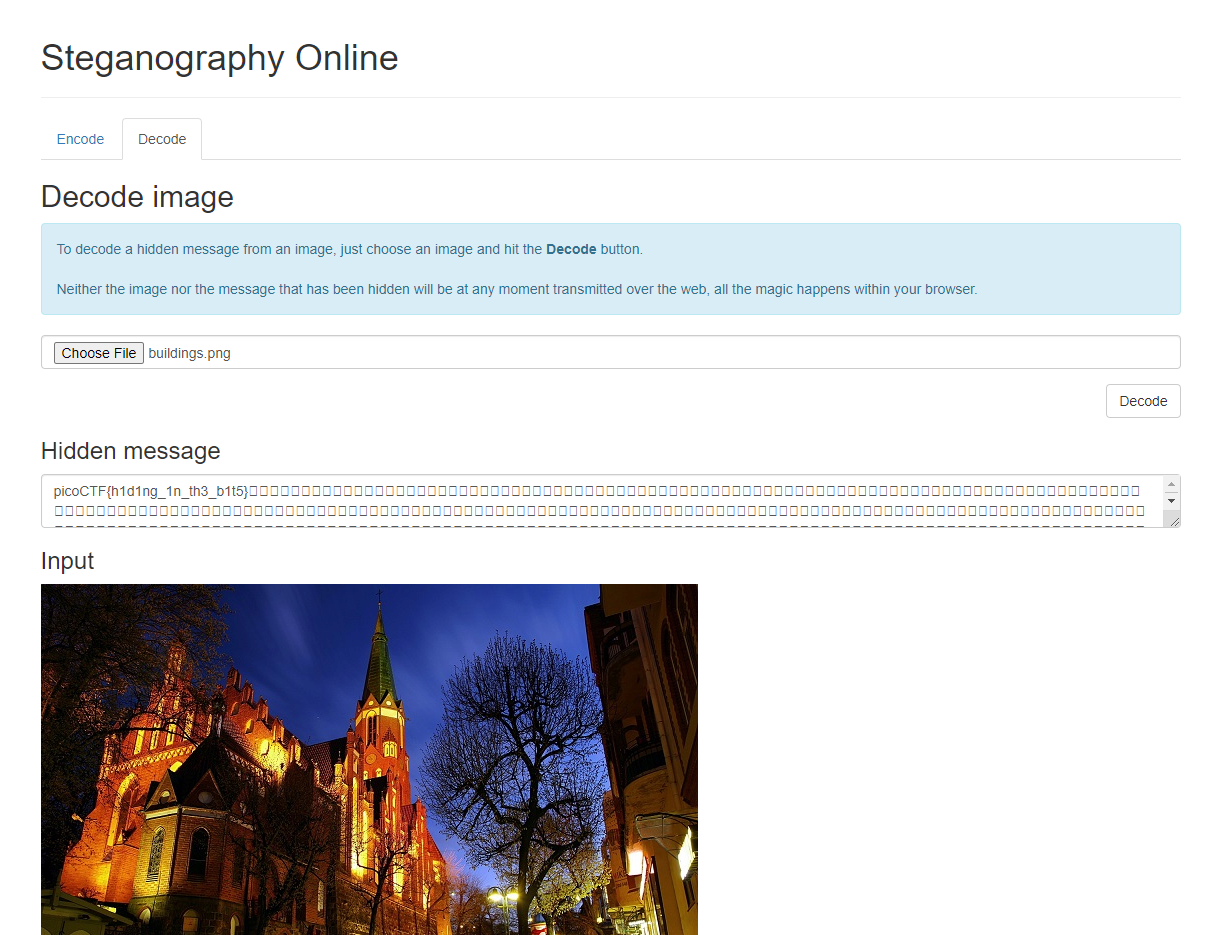 Steganography Online
Encode
Decode
Decode image
To decode a hidden message from an image, just choose an image and hit the Decode button.
Neither the image nor the message that has been hidden will be at any moment transmitted over the web, all the magic happens within your browser.
Choose File buildings.png
Decode
Hidden message
picoCTF{h1d1ng_1n_th3_b1t5}
Input